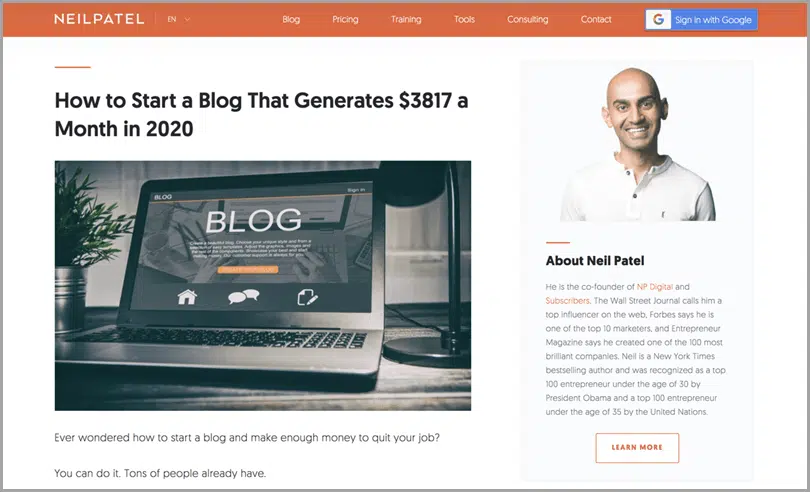 NEILPATEL
EN
Blog
Pricing
Training
Tools
Consulting
Contact
G
Sign in with Google
How to Start a Blog That Generates $3817 a
Month in 2020
BLOG
Sign in
BLOG
Ever wondered how to start a blog and make enough money to quit your job?
You can do it. Tons of people already have.
About Neil Patel
He is the co-founder of NP Digital and
Subscribers. The Wall Street Journal calls him a
top influencer on the web, Forbes says he is
one of the top 10 marketers, and Entrepreneur
Magazine says he created one of the 100 most
brilliant companies. Neil is a New York Times
bestselling author and was recognized as a top
100 entrepreneur under the age of 30 by
President Obama and a top 100 entrepreneur
under the age of 35 by the United Nations.
LEARN MORE